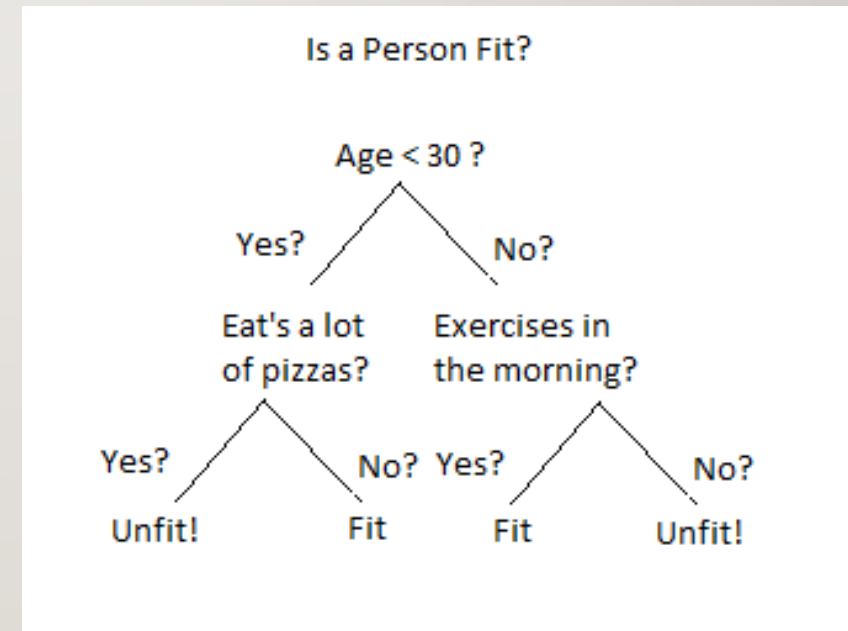 Is a Person Fit?
Age < 30 ?
Yes?
No?
Eat's a lot
of pizzas?
Exercises in
the morning?
Yes?
No?
Yes?
No?
Unfit!
Fit
Fit
Unfit!